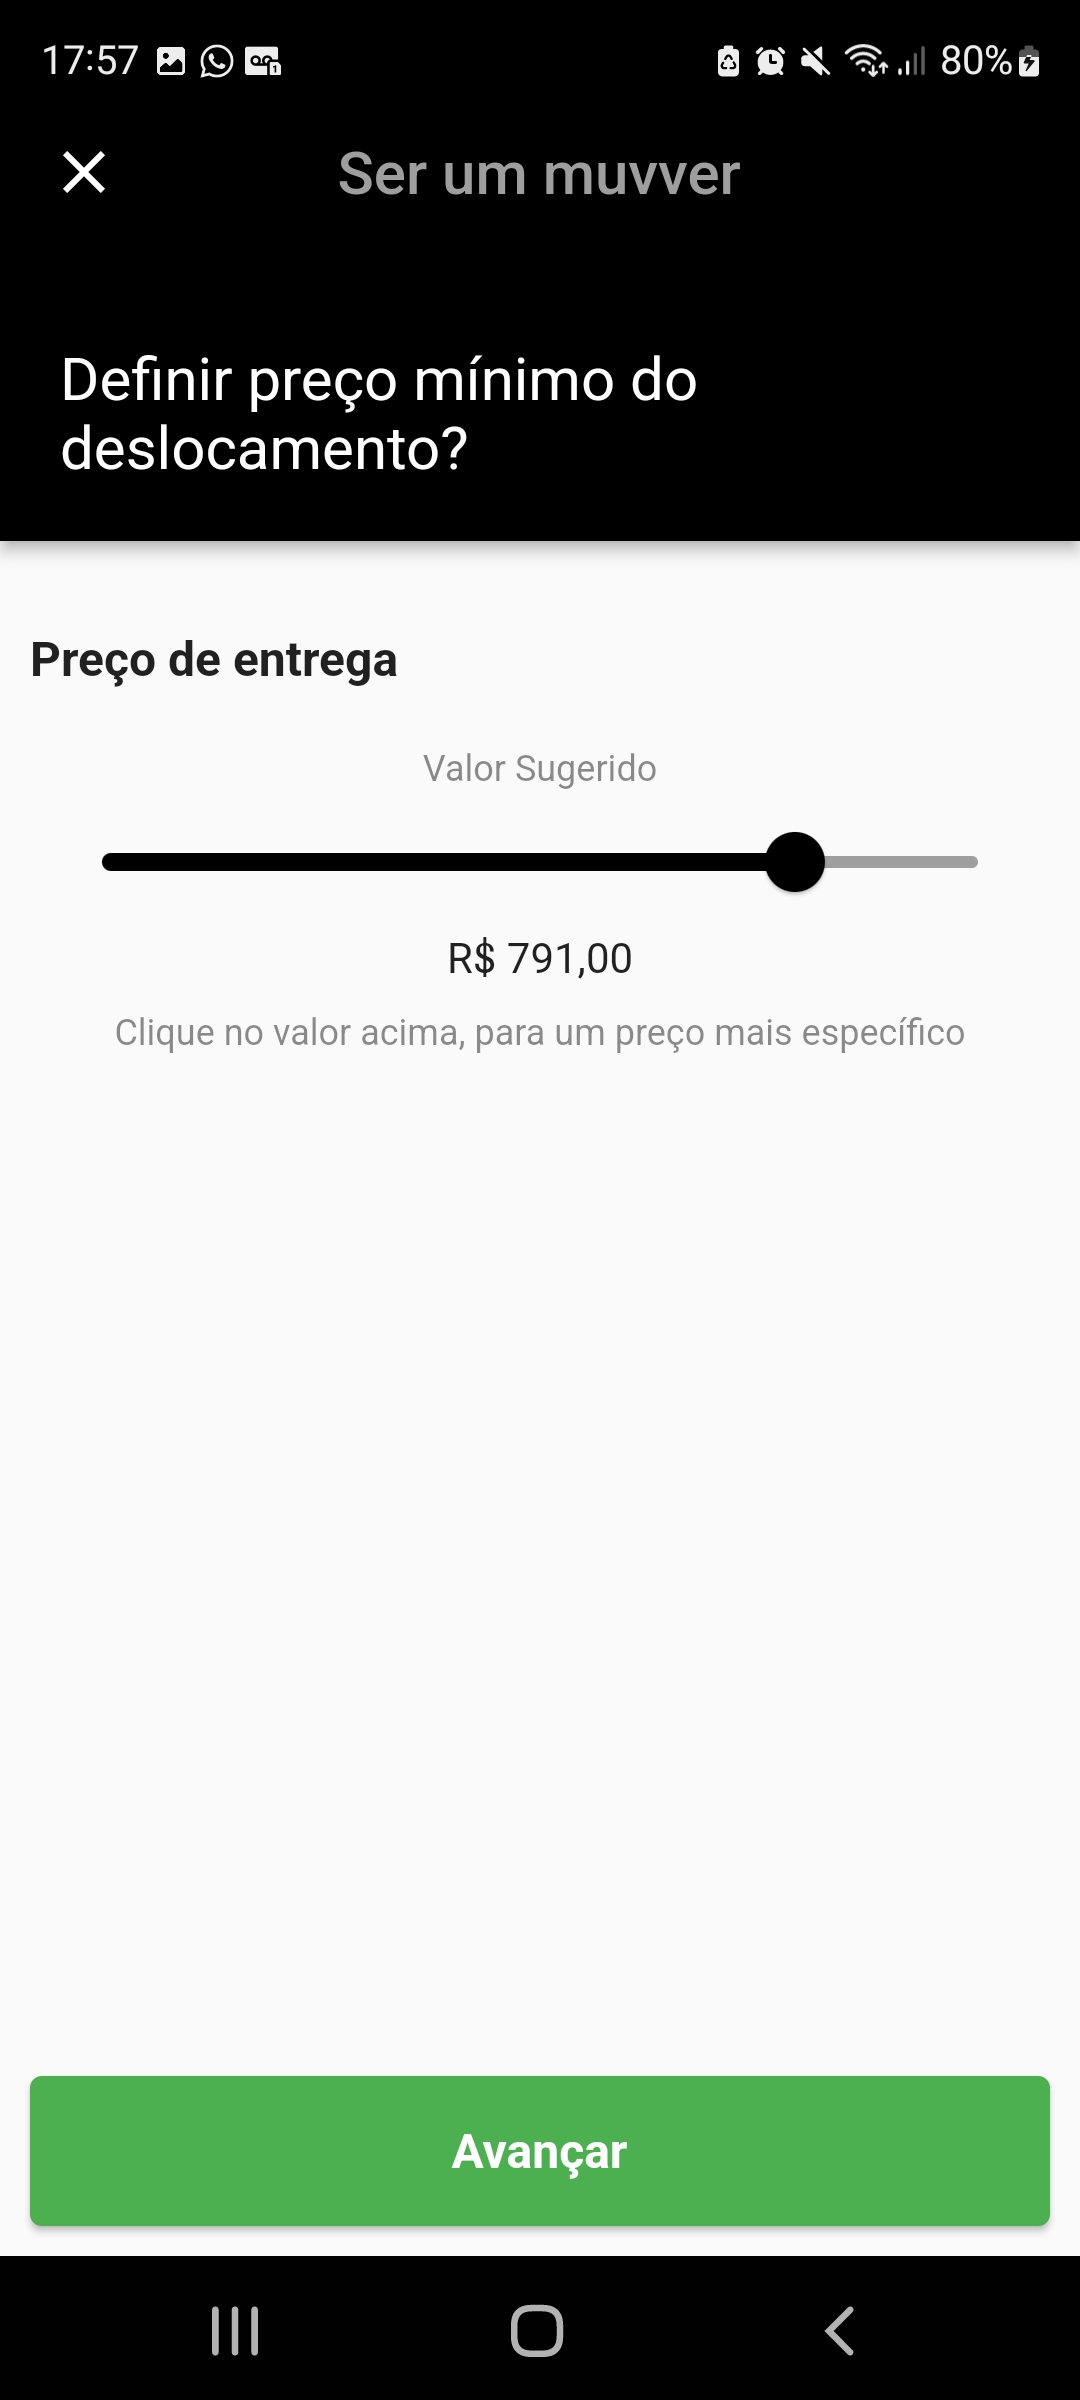 17:57
80%
Ser um muvver
Definir preço mínimo do
deslocamento?
Preço de entrega
Valor Sugerido
R$ 791,00
Clique no valor acima, para um preço mais específico
Avançar